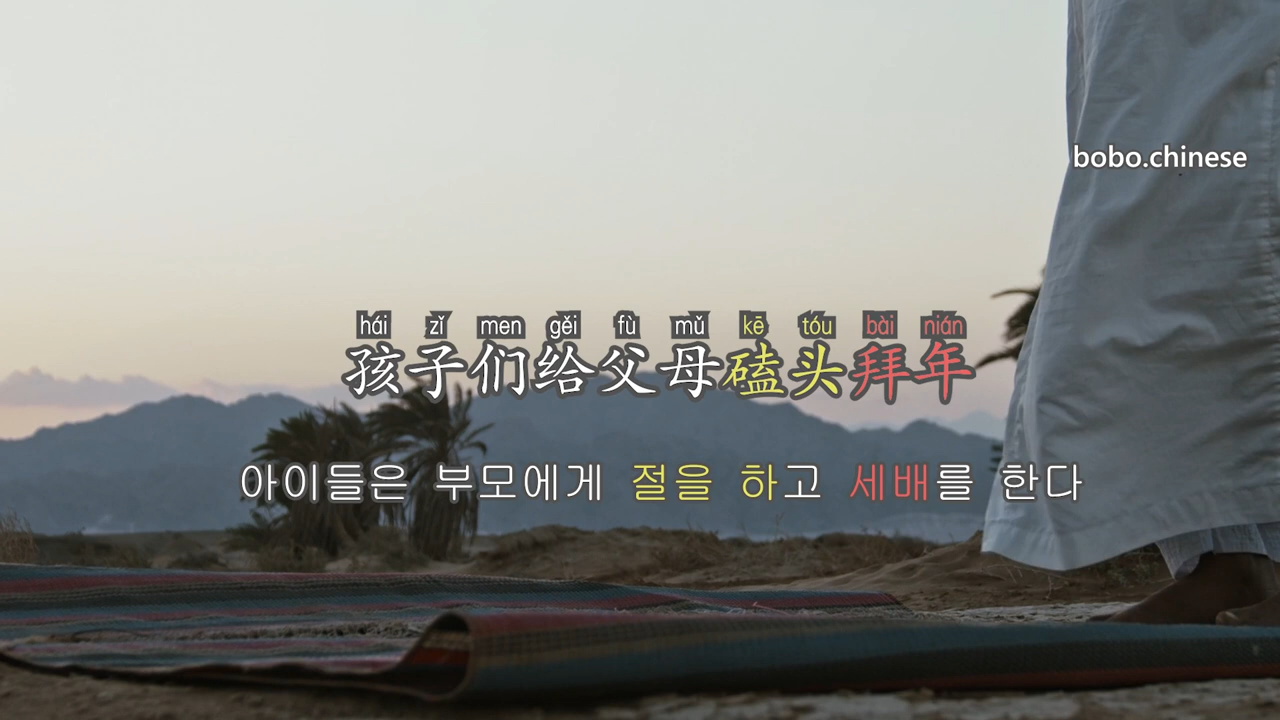 bobo.chinese
hái zǐ men gěi fù mǔ kē tóu bài nián
孩子们给父母磕头拜年
아이들은 부모에게 절을 하고 세배를 한다